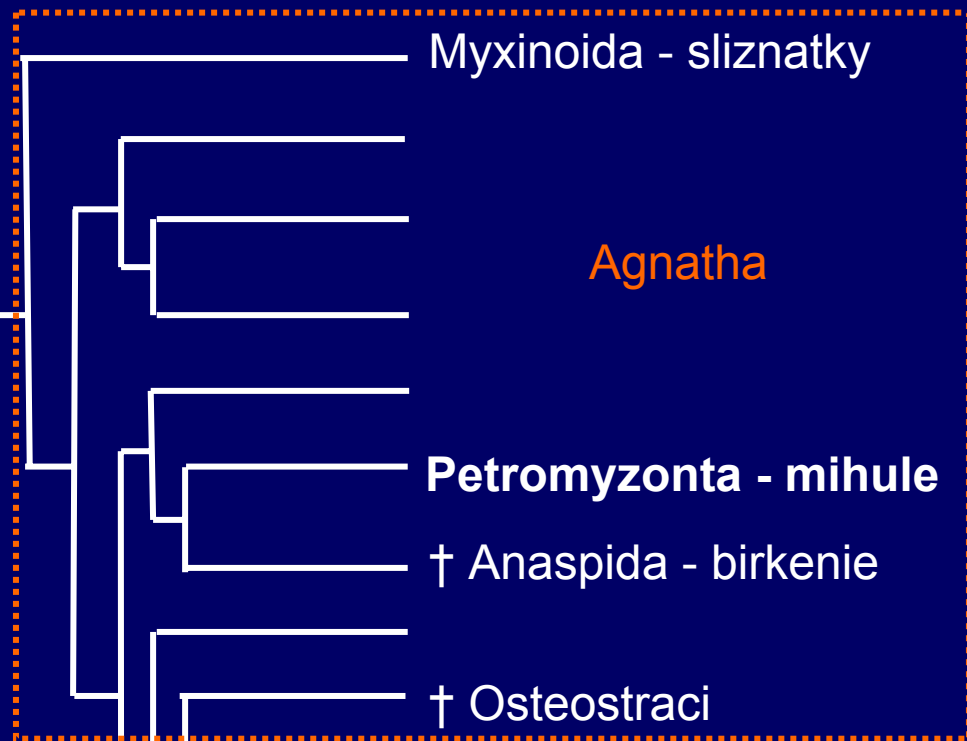 Myxinoida - sliznatky
Agnatha
Petromyzonta - mihule
† Anaspida - birkenie
† Osteostraci